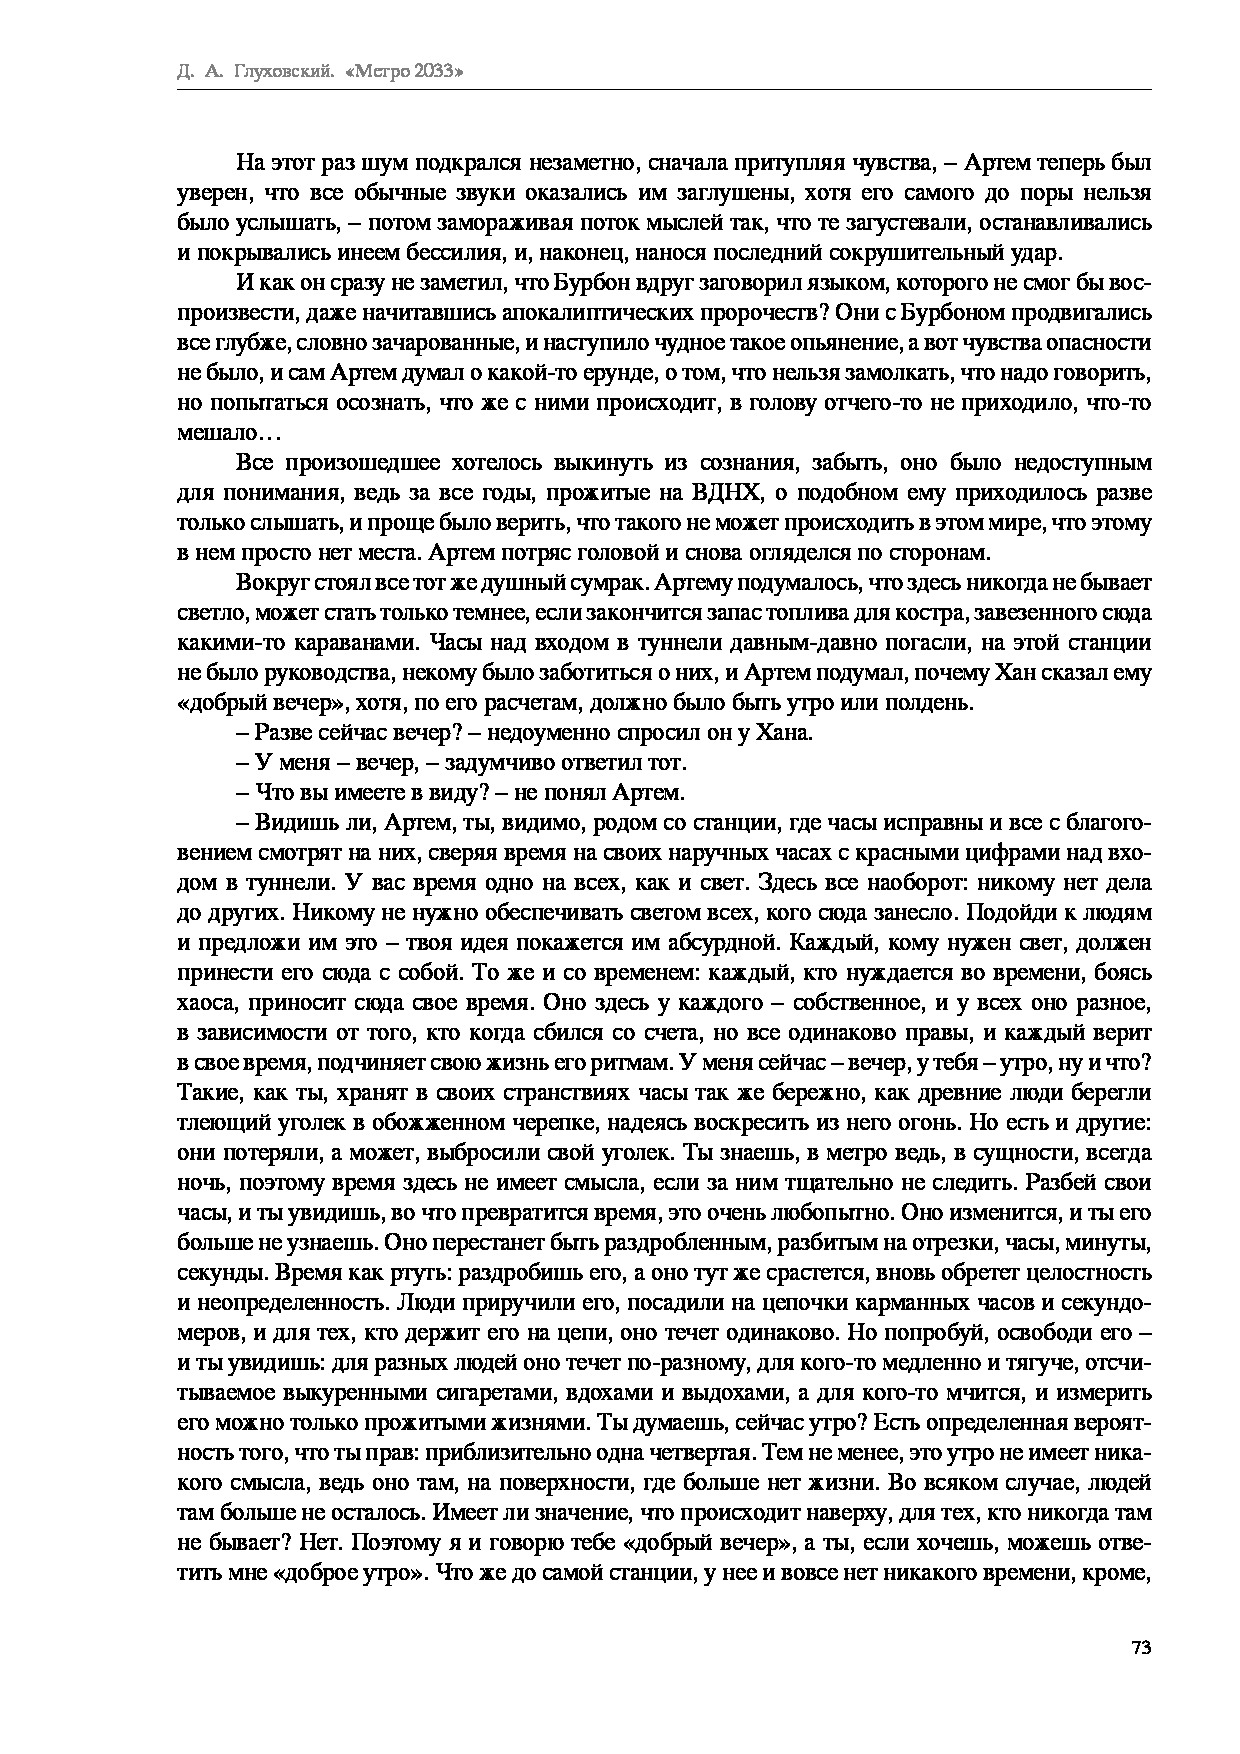 Д. А. Глуховский. «Метро 2033»
На этот раз шум подкрался незаметно, сначала притупляя чувства, – Артем теперь был
уверен, что все обычные звуки оказались им заглушены, хотя его самого до поры нельзя
было услышать, – потом замораживая поток мыслей так, что те загустевали, останавливались
и покрывались инеем бессилия, и, наконец, нанося последний сокрушительный удар.
И как он сразу не заметил, что Бурбон вдруг заговорил языком, которого не смог бы вос-
произвести, даже начитавшись апокалиптических пророчеств? Они с Бурбоном продвигались
все глубже, словно зачарованные, и наступило чудное такое опьянение, а вот чувства опасности
не было, и сам Артем думал о какой-то ерунде, о том, что нельзя замолкать, что надо говорить,
но попытаться осознать, что же с ними происходит, в голову отчего-то не приходило, что-то
мешало…
Все произошедшее хотелось выкинуть из сознания, забыть, оно было недоступным
для понимания, ведь за все годы, прожитые на ВДНХ, о подобном ему приходилось разве
только слышать, и проще было верить, что такого не может происходить в этом мире, что этому
в нем просто нет места. Артем потряс головой и снова огляделся по сторонам.
Вокруг стоял все тот же душный сумрак. Артему подумалось, что здесь никогда не бывает
светло, может стать только темнее, если закончится запас топлива для костра, завезенного сюда
какими-то караванами. Часы над входом в туннели давным-давно погасли, на этой станции
не было руководства, некому было заботиться о них, и Артем подумал, почему Хан сказал ему
«добрый вечер», хотя, по его расчетам, должно было быть утро или полдень.
– Разве сейчас вечер? – недоуменно спросил он у Хана.
– У меня – вечер, – задумчиво ответил тот.
– Что вы имеете в виду? – не понял Артем.
– Видишь ли, Артем, ты, видимо, родом со станции, где часы исправны и все с благого-
вением смотрят на них, сверяя время на своих наручных часах с красными цифрами над вхо-
дом в туннели. У вас время одно на всех, как и свет. Здесь все наоборот: никому нет дела
до других. Никому не нужно обеспечивать светом всех, кого сюда занесло. Подойди к людям
и предложи им это – твоя идея покажется им абсурдной. Каждый, кому нужен свет, должен
принести его сюда с собой. То же и со временем: каждый, кто нуждается во времени, боясь
хаоса, приносит сюда свое время. Оно здесь у каждого – собственное, и у всех оно разное,
в зависимости от того, кто когда сбился со счета, но все одинаково правы, и каждый верит
в свое время, подчиняет свою жизнь его ритмам. У меня сейчас – вечер, у тебя – утро, ну и что?
Такие, как ты, хранят в своих странствиях часы так же бережно, как древние люди берегли
тлеющий уголек в обожженном черепке, надеясь воскресить из него огонь. Но есть и другие:
они потеряли, а может, выбросили свой уголек. Ты знаешь, в метро ведь, в сущности, всегда
ночь, поэтому время здесь не имеет смысла, если за ним тщательно не следить. Разбей свои
часы, и ты увидишь, во что превратится время, это очень любопытно. Оно изменится, и ты его
больше не узнаешь. Оно перестанет быть раздробленным, разбитым на отрезки, часы, минуты,
секунды. Время как ртуть: раздробишь его, а оно тут же срастется, вновь обретет целостность
и неопределенность. Люди приручили его, посадили на цепочки карманных часов и секундо-
меров, и для тех, кто держит его на цепи, оно течет одинаково. Но попробуй, освободи его –
и ты увидишь: для разных людей оно течет по-разному, для кого-то медленно и тягуче, отсчи-
тываемое выкуренными сигаретами, вдохами и выдохами, а для кого-то мчится, и измерить
его можно только прожитыми жизнями. Ты думаешь, сейчас утро? Есть определенная вероят-
ность того, что ты прав: приблизительно одна четвертая. Тем не менее, это утро не имеет ника-
кого смысла, ведь оно там, на поверхности, где больше нет жизни. Во всяком случае, людей
там больше не осталось. Имеет ли значение, что происходит наверху, для тех, кто никогда там
не бывает? Нет. Поэтому я и говорю тебе «добрый вечер», а ты, если хочешь, можешь отве-
тить мне «доброе утро». Что же до самой станции, у нее и вовсе нет никакого времени, кроме,
73